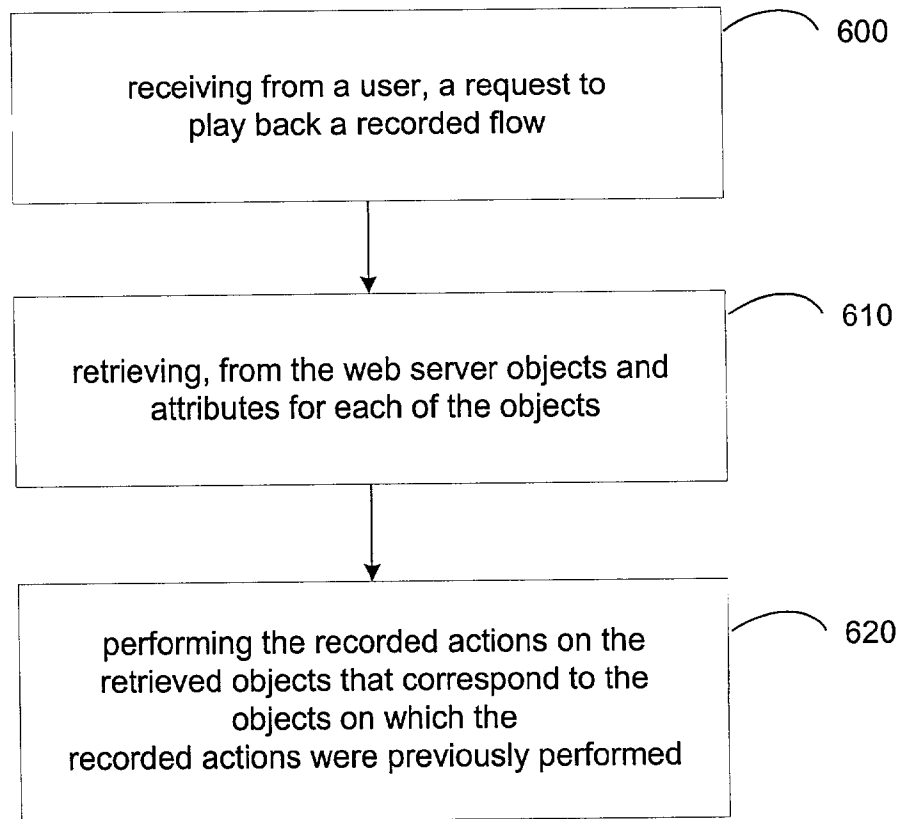 600
receiving from a user, a request to
play back a recorded flow
610
retrieving, from the web server objects and
attributes for each of the objects
620
performing the recorded actions on the
retrieved objects that correspond to the
objects on which the
recorded actions were previously performed